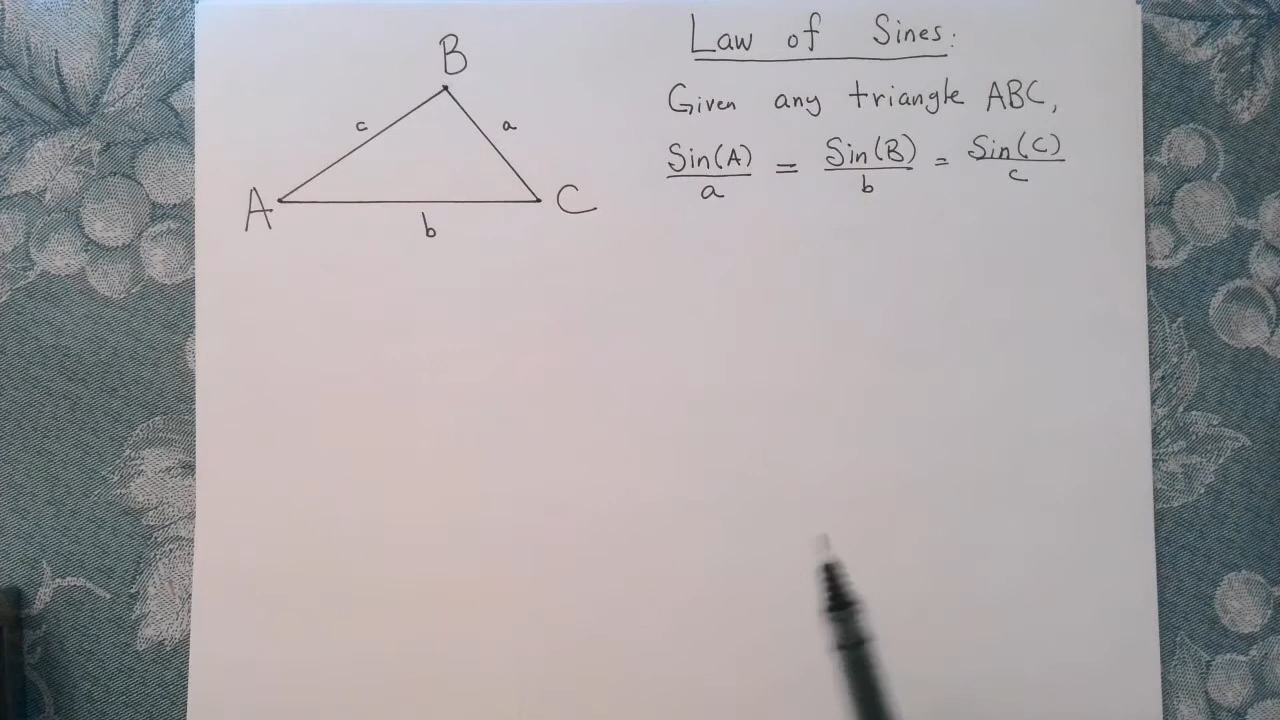 B
c
a
A
C
b
Law of Sines:
Given any triangle ABC,
Sin(A)/a = Sin(B)/b = Sin(C)/c